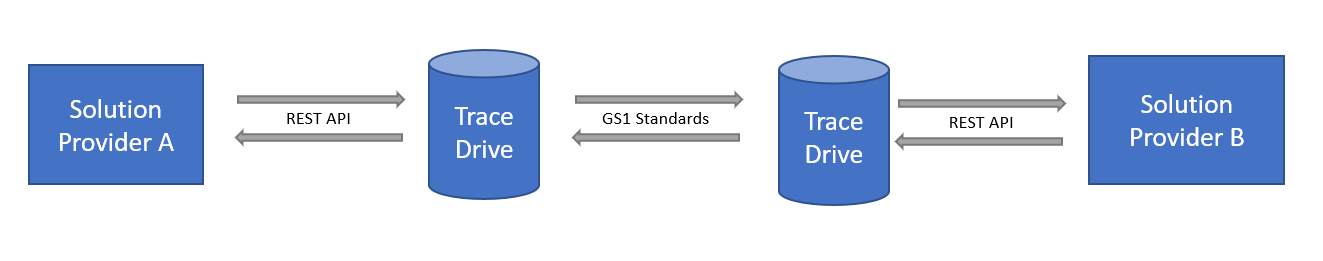 Solution
Provider A
REST API
Trace
Drive
GS1 Standards
Trace
Drive
REST API
Solution
Provider B